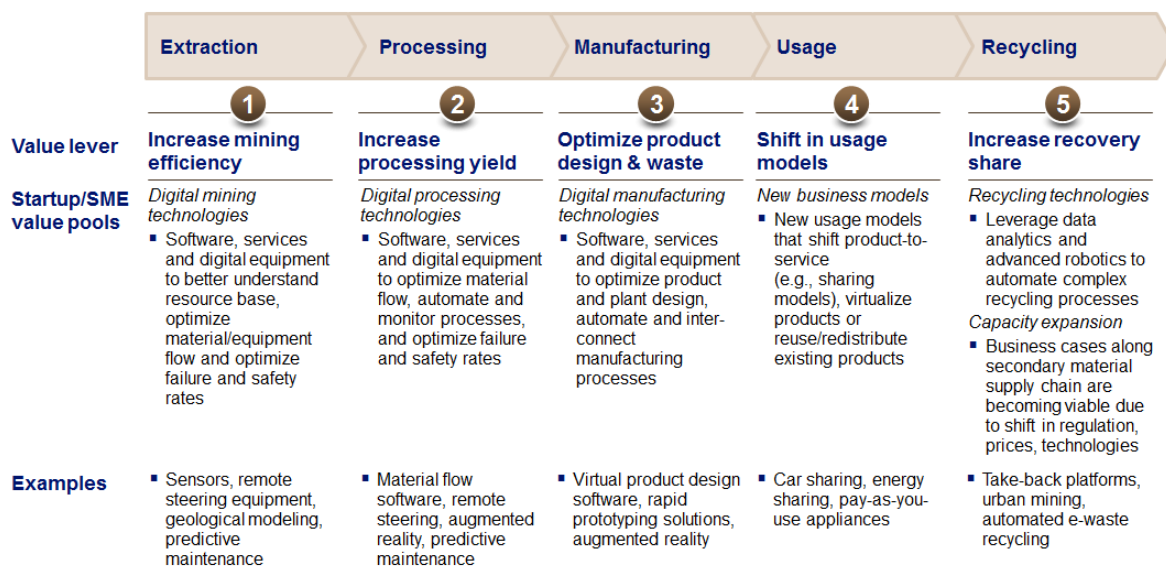 Extraction
Processing
Manufacturing
Usage
Recycling
1
2
3
4
5
Value lever
Increase mining
efficiency
Increase
processing yield
Optimize product
design & waste
Shift in usage
models
Increase recovery
share
Startup/SME
value pools
Digital mining
technologies
▪ Software, services
and digital equipment
to better understand
resource base,
optimize
material/equipment
flow and optimize
failure and safety
rates
Digital processing
technologies
▪ Software, services
and digital equipment
to optimize material
flow, automate and
monitor processes,
and optimize failure
and safety rates
Digital manufacturing
technologies
▪ Software, services
and digital equipment
to optimize product
and plant design,
automate and inter-
connect
manufacturing
processes
New business models
▪ New usage models
that shift product-to-
service
(e.g., sharing
models), virtualize
products or
reuse/redistribute
existing products
Recycling technologies
▪ Leverage data
analytics and
advanced robotics to
automate complex
recycling processes
Capacity expansion
▪ Business cases along
secondary material
supply chain are
becoming viable due
to shift in regulation,
prices, technologies
Examples
▪ Sensors, remote
steering equipment,
geological modeling,
predictive
maintenance
▪ Material flow
software, remote
steering, augmented
reality, predictive
maintenance
▪ Virtual product design
software, rapid
prototyping solutions,
augmented reality
▪ Car sharing, energy
sharing, pay-as-you-
use appliances
▪ Take-back platforms,
urban mining,
automated e-waste
recycling